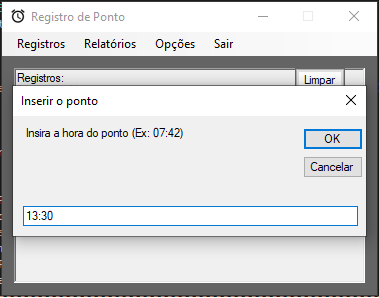 Registro de Ponto
Registros Relatórios Opções Sair
Registros: Limpar
Inserir o ponto
Insira a hora do ponto (Ex: 07:42)
OK
Cancelar
13:30